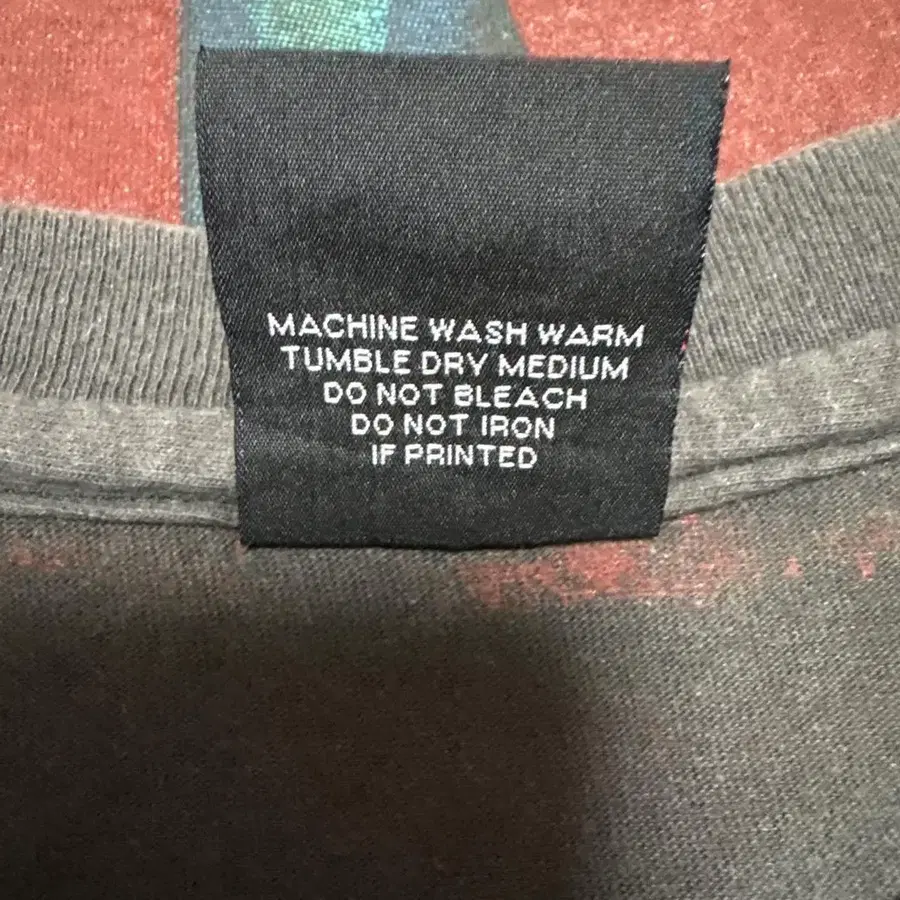 MACHINE WASH WARM
TUMBLE DRY MEDIUM
DO NOT BLEACH
DO NOT IRON
IF PRINTED